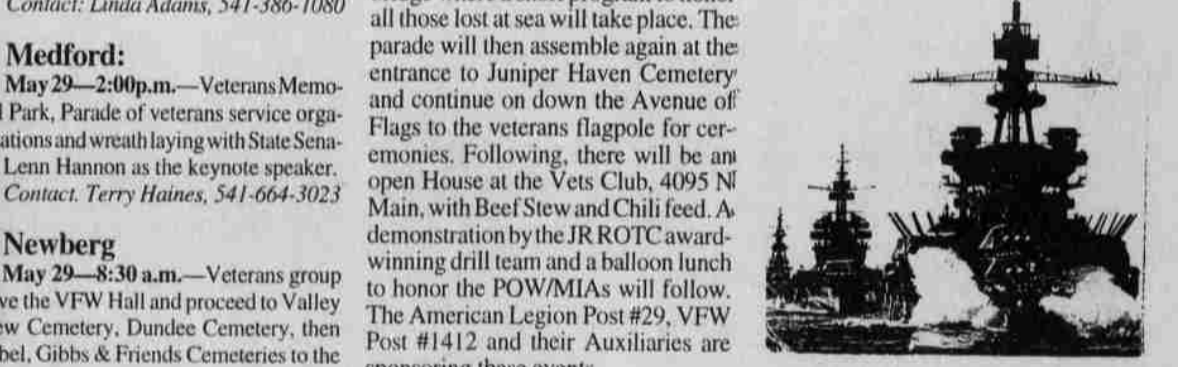 Contact: Linda Adams, 541-386-1080
Medford:
May 29—2:00p.m.—Veterans Memo-
Park, Parade of veterans service orga-
ations and wreath laying with State Sena-
Lenn Hannon as the keynote speaker.
Contact. Terry Haines, 541-664-3023
Newberg
May 29—8:30 a.m.—Veterans group
ve the VFW Hall and proceed to Valley
ew Cemetery, Dundee Cemetery, then
bel, Gibbs & Friends Cemeteries to the
all those lost at sea will take place. The
parade will then assemble again at the
entrance to Juniper Haven Cemetery
and continue on down the Avenue of
Flags to the veterans flagpole for cer-
emonies. Following, there will be an
open House at the Vets Club, 4095 N
Main, with Beef Stew and Chili feed. A
demonstration by the JR ROTC award-
winning drill team and a balloon lunch
to honor the POW/MIAs will follow.
The American Legion Post #29, VFW
Post #1412 and their Auxiliaries are
sponsoring these events